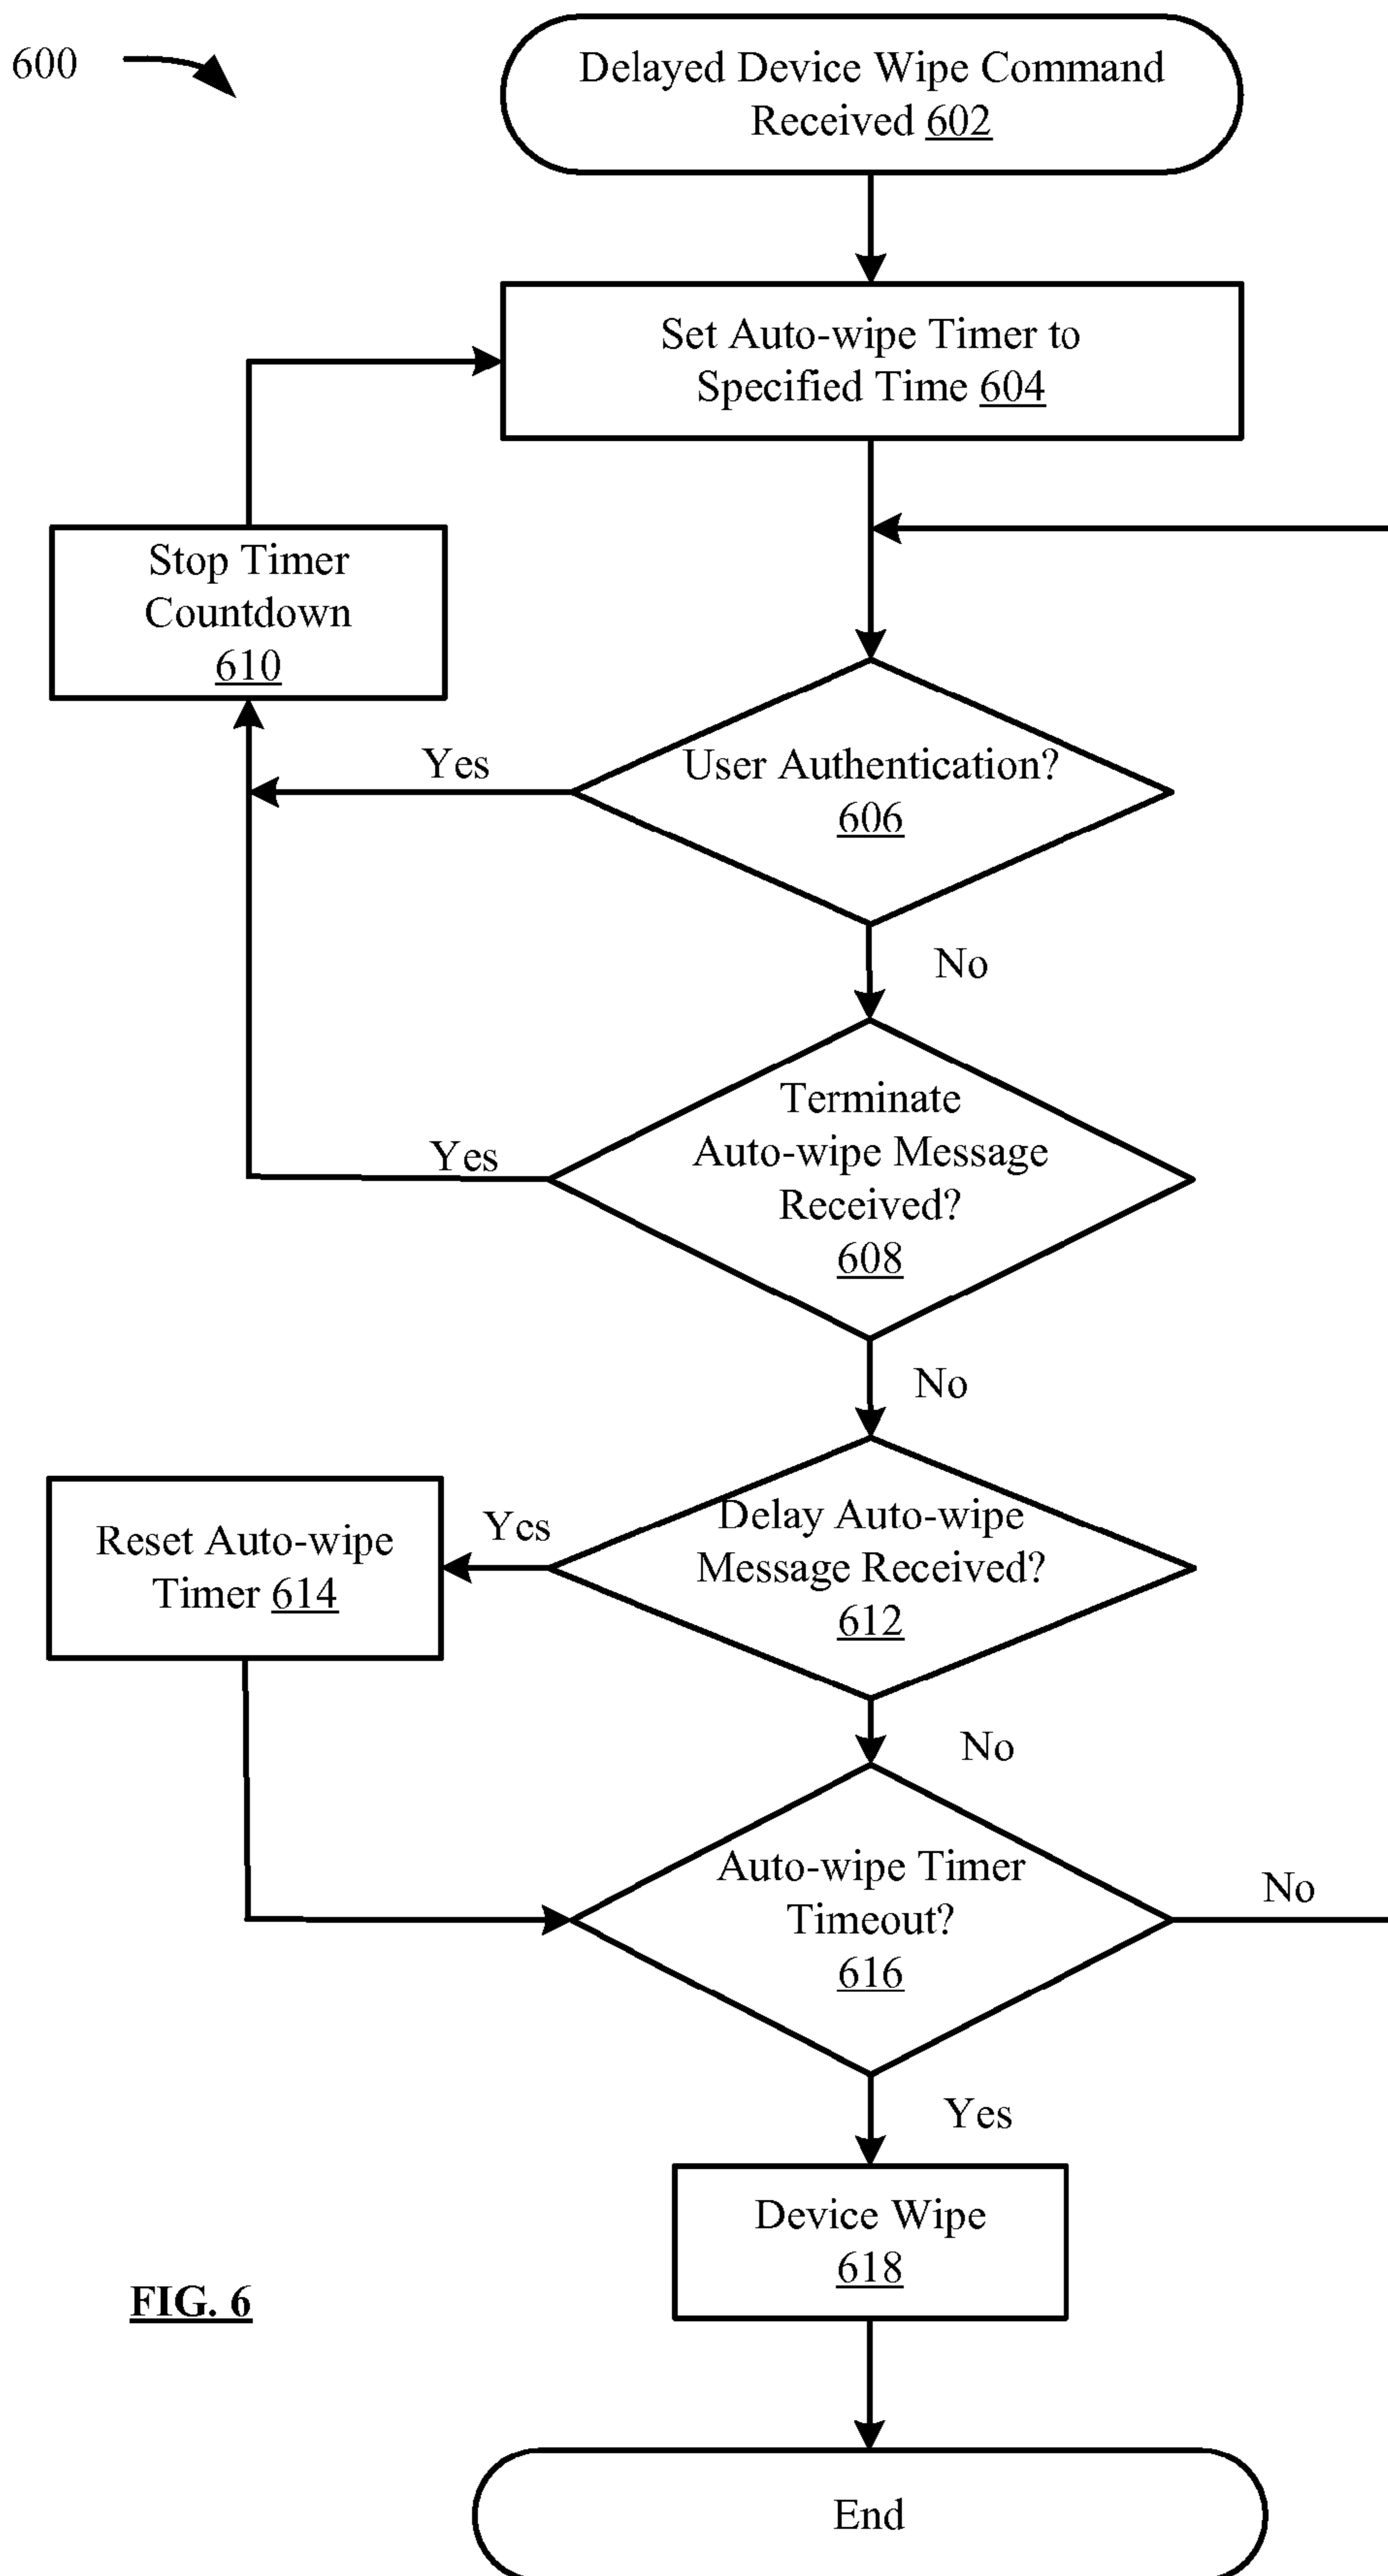 600
Delayed Device Wipe Command
Received 602
Set Auto-wipe Timer to
Specified Time 604
Stop Timer
Countdown
610
Yes
User Authentication?
606
No
Terminate
Auto-wipe Message
Received?
608
Yes
No
Reset Auto-wipe
Timer 614
Yes
Delay Auto-wipe
Message Received?
612
No
Auto-wipe Timer
Timeout?
616
No
Yes
Device Wipe
618
FIG. 6
End